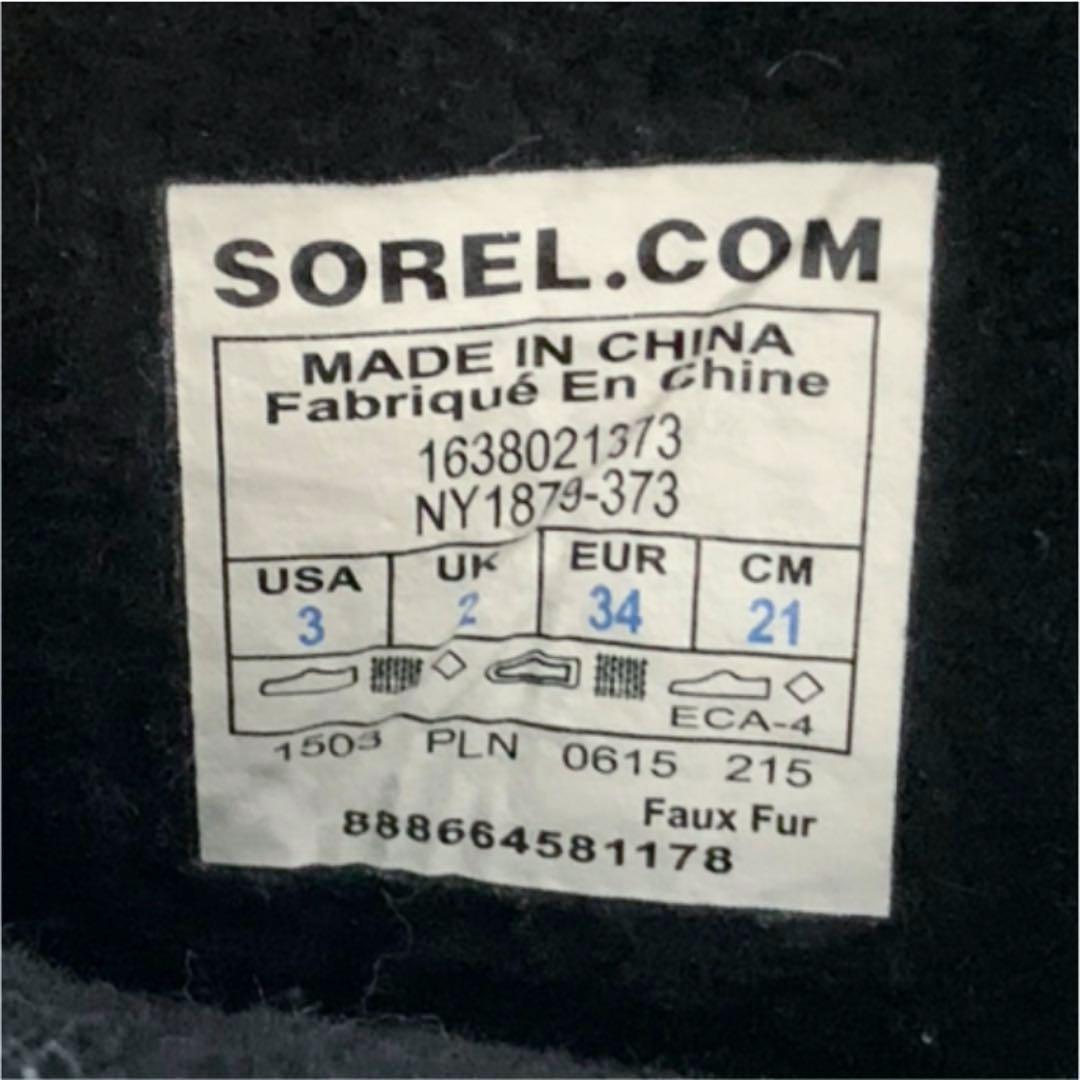 SOREL.COM
MADE IN CHINA
Fabriqué En Chine
1638021373
NY1879-373
USA UK EUR CM
3 2 34 21
ECA-4
1503 PLN 0615 215
Faux Fur
888664581178